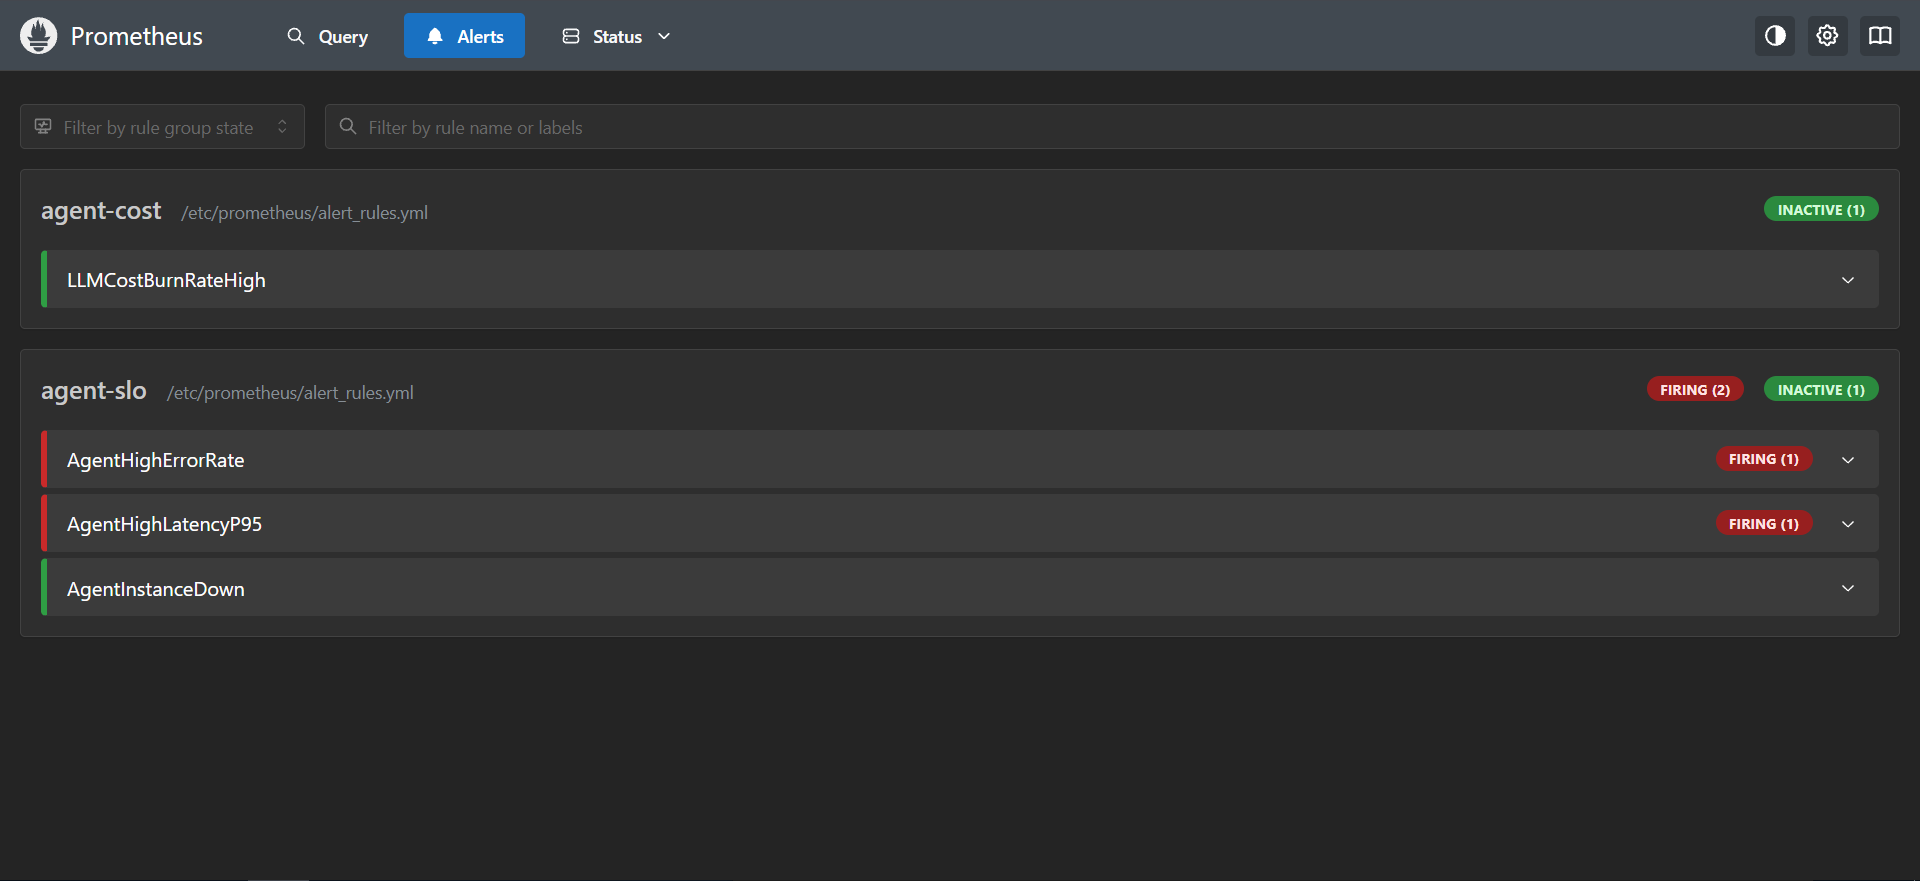 Prometheus Query Alerts Status
Filter by rule group state Filter by rule name or labels
agent-cost /etc/prometheus/alert_rules.yml INACTIVE (1)
LLMCostBurnRateHigh
agent-slo /etc/prometheus/alert_rules.yml FIRING (2) INACTIVE (1)
AgentHighErrorRate FIRING (1)
AgentHighLatencyP95 FIRING (1)
AgentInstanceDown